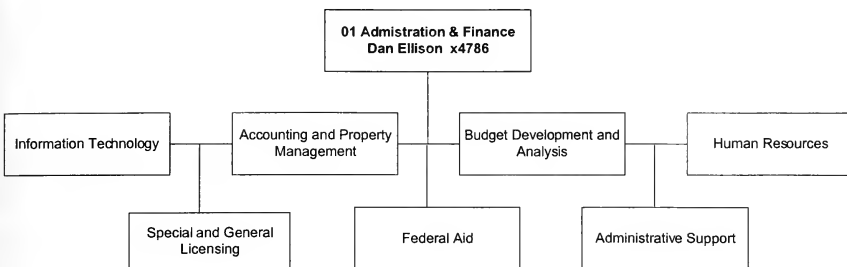 01 Admistration & Finance
Dan Ellison x4786
Information Technology
Accounting and Property
Management
Budget Development and
Analysis
Human Resources
Special and General
Licensing
Federal Aid
Administrative Support